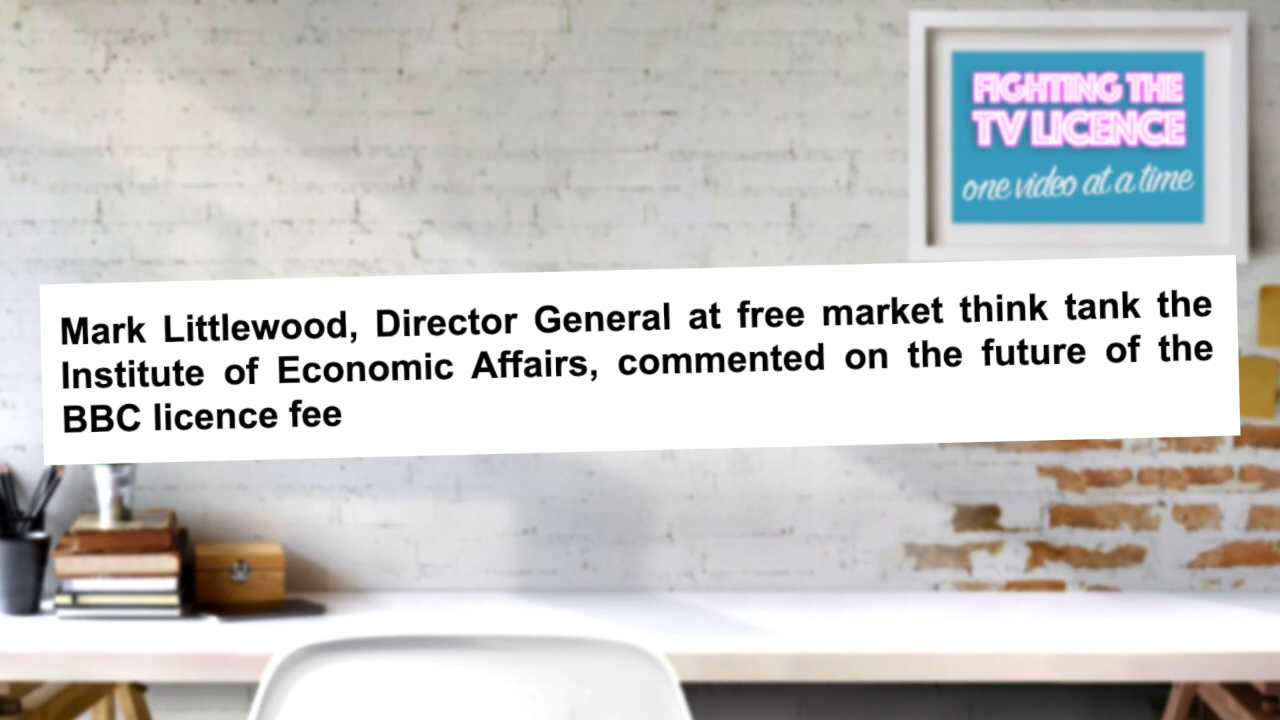 FIGHTING THE
TV LICENCE
one video at a time
Mark Littlewood, Director General at free market think tank the
Institute of Economic Affairs, commented on the future of the
BBC licence fee